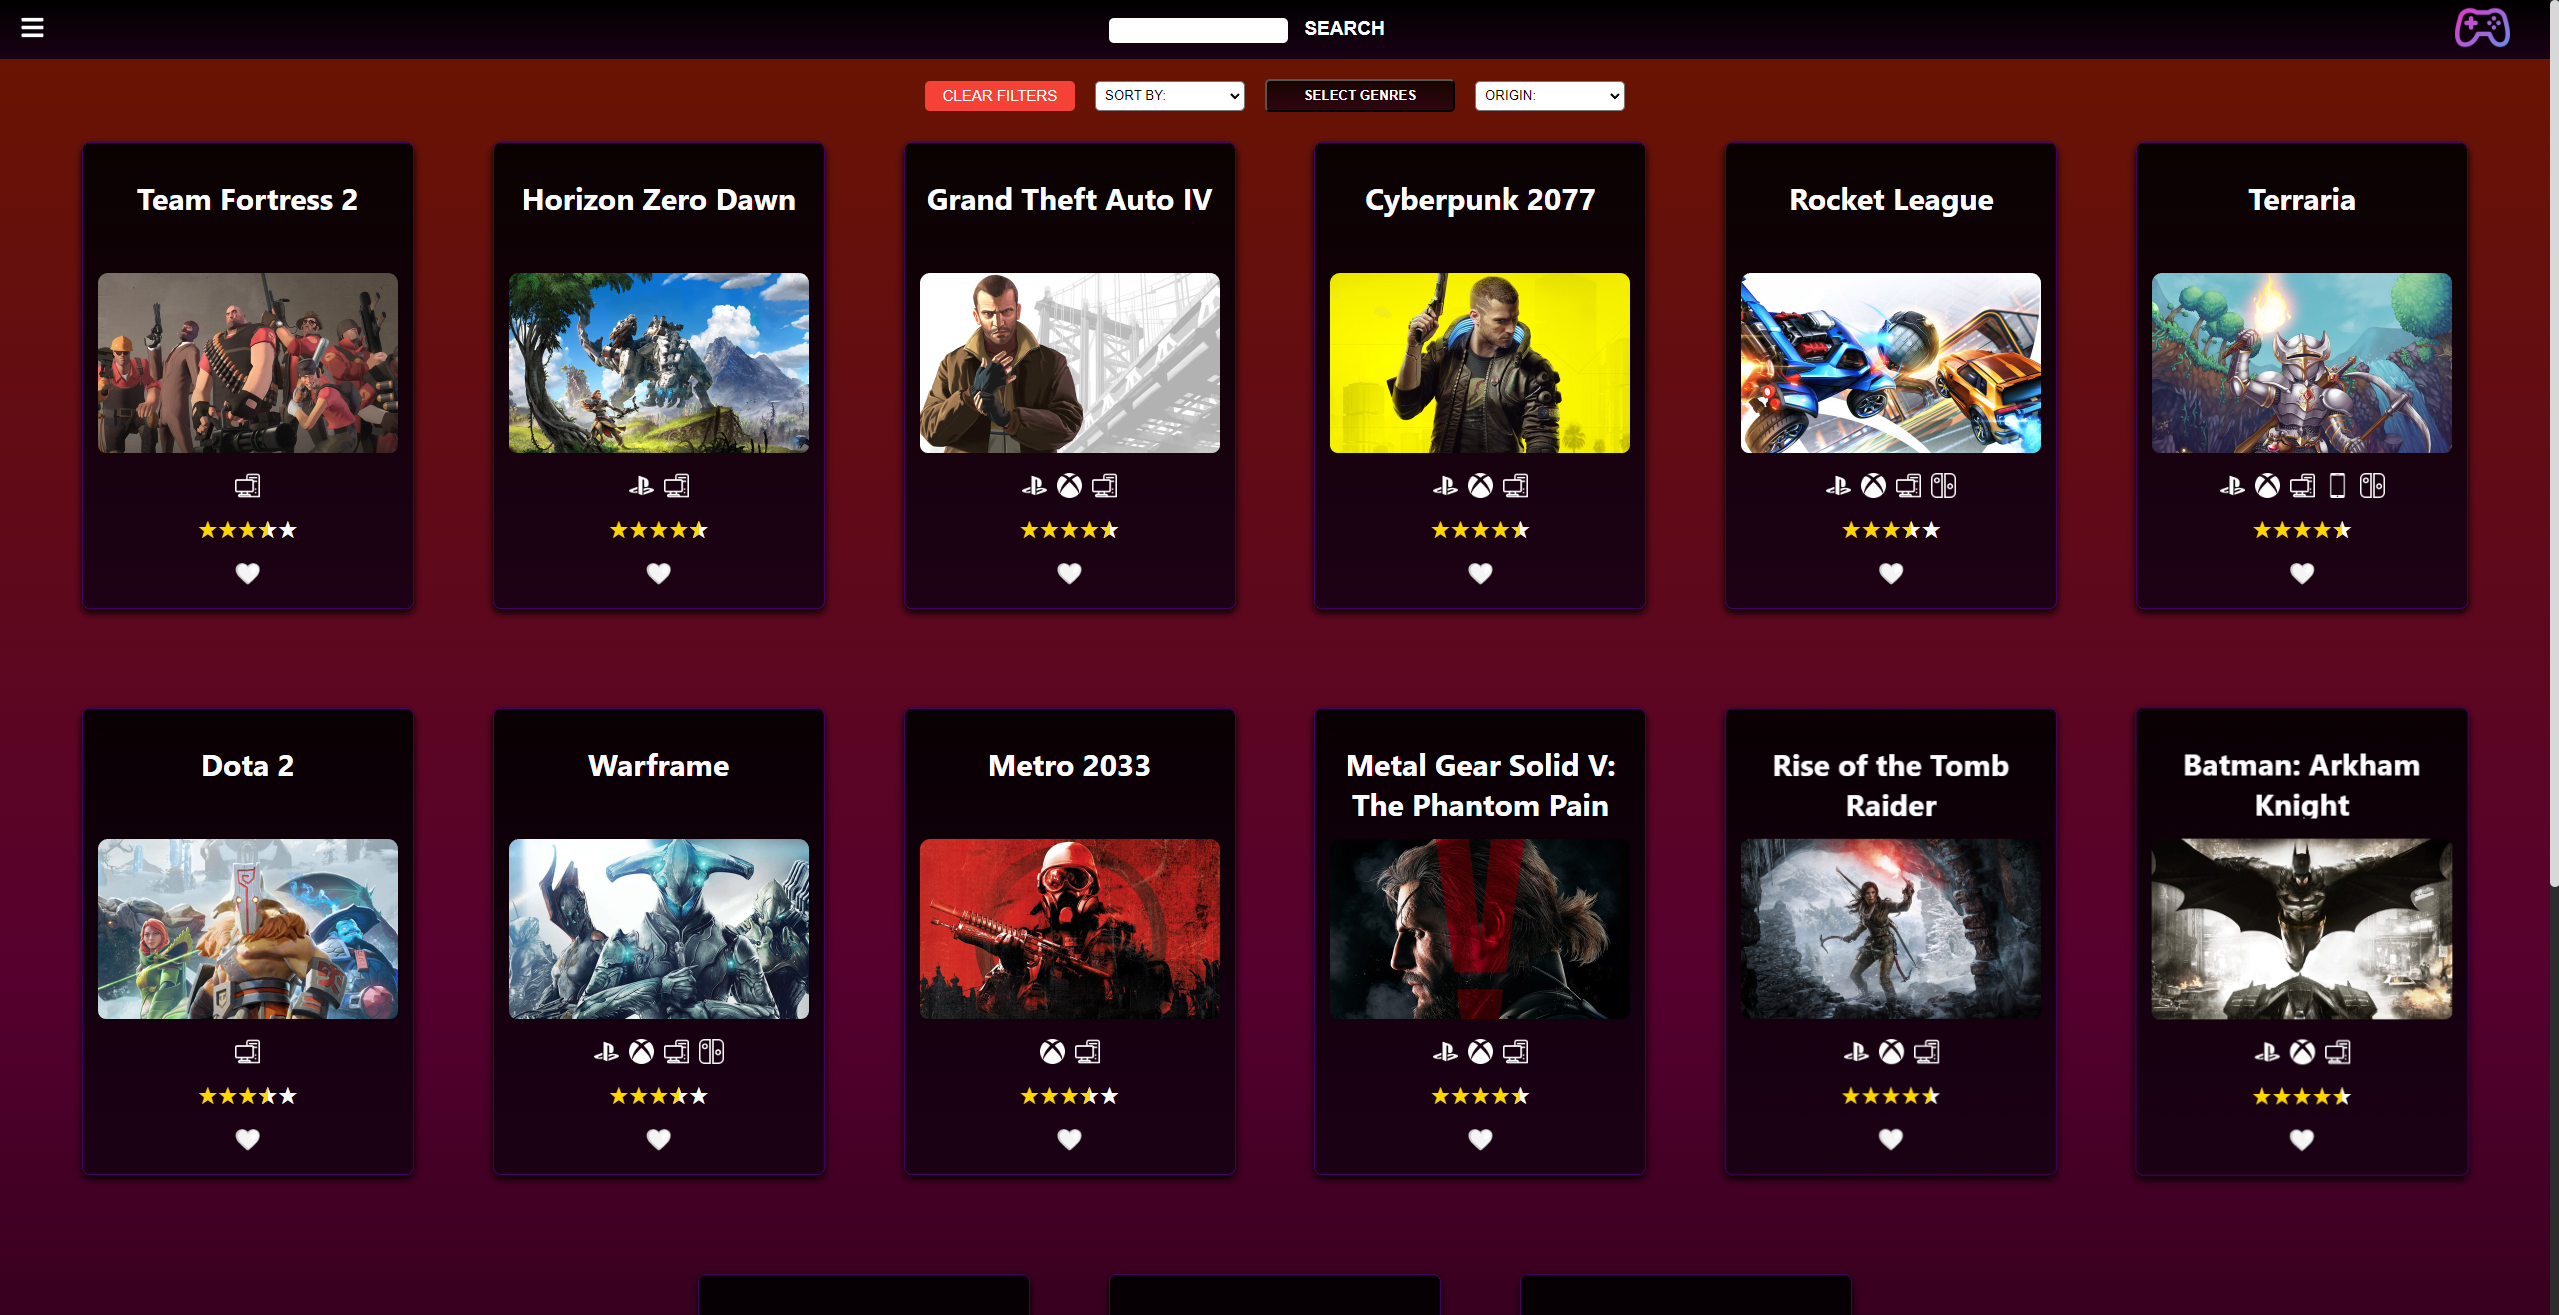 SEARCH
CLEAR FILTERS
SORT BY:
SELECT GENRES
ORIGIN:
Team Fortress 2
Horizon Zero Dawn
Grand Theft Auto IV
Cyberpunk 2077
Rocket League
Terraria
Dota 2
Warframe
Metro 2033
Metal Gear Solid V:
The Phantom Pain
Rise of the Tomb
Raider
Batman: Arkham
Knight